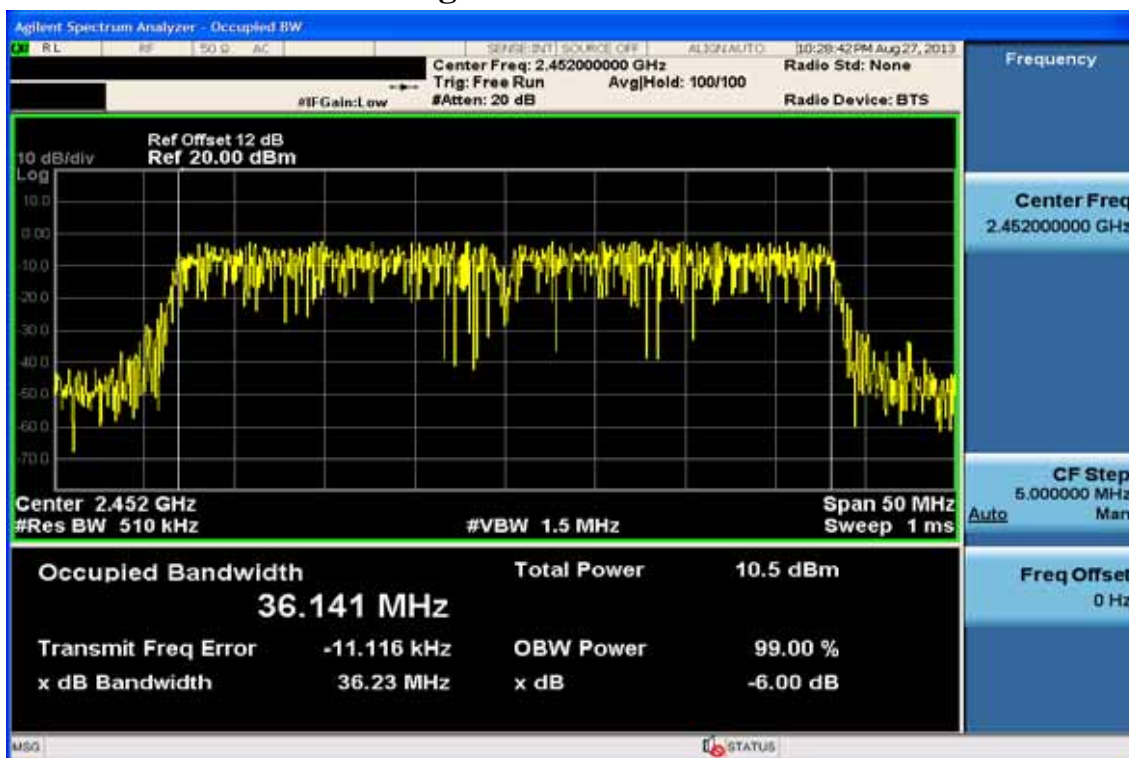 Agilent Spectrum Analyzer - Occupied BW
RL RF 50 Ω AC SENSE:INT SOURCE OFF ALIGN AUTO 10:28:42 PM Aug 27, 2013
Center Freq: 2.452000000 GHz Radio Std: None
Trig: Free Run Avg|Hold: 100/100
#IFGain:Low #Atten: 20 dB Radio Device: BTS
Ref Offset 12 dB
10 dB/div Ref 20.00 dBm
Log
10.0
0.00
-10.0
-20.0
-30.0
-40.0
-50.0
-60.0
-70.0
Center 2.452 GHz Span 50 MHz
#Res BW 510 kHz #VBW 1.5 MHz Sweep 1 ms
Occupied Bandwidth Total Power 10.5 dBm
36.141 MHz
Transmit Freq Error -11.116 kHz OBW Power 99.00 %
x dB Bandwidth 36.23 MHz x dB -6.00 dB
MSG STATUS
Frequency
Center Freq
2.452000000 GHz
CF Step
5.000000 MHz
Auto Man
Freq Offset
0 Hz